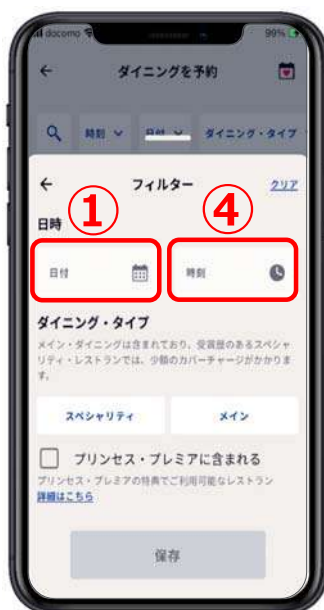 docomo 99%
ダイニングを予約
時刻 日付 ダイニング・タイプ
フィルター クリア
① ④
日時
日付 時刻
ダイニング・タイプ
メイン・ダイニングは含まれており、受賞歴のあるスペシャ
リティ・レストランでは、少額のカバーチャージがかかりま
す。
スペシャリティ メイン
プリンセス・プレミアに含まれる
プリンセス・プレミアの特典でご利用可能なレストラン
詳細はこちら
保存